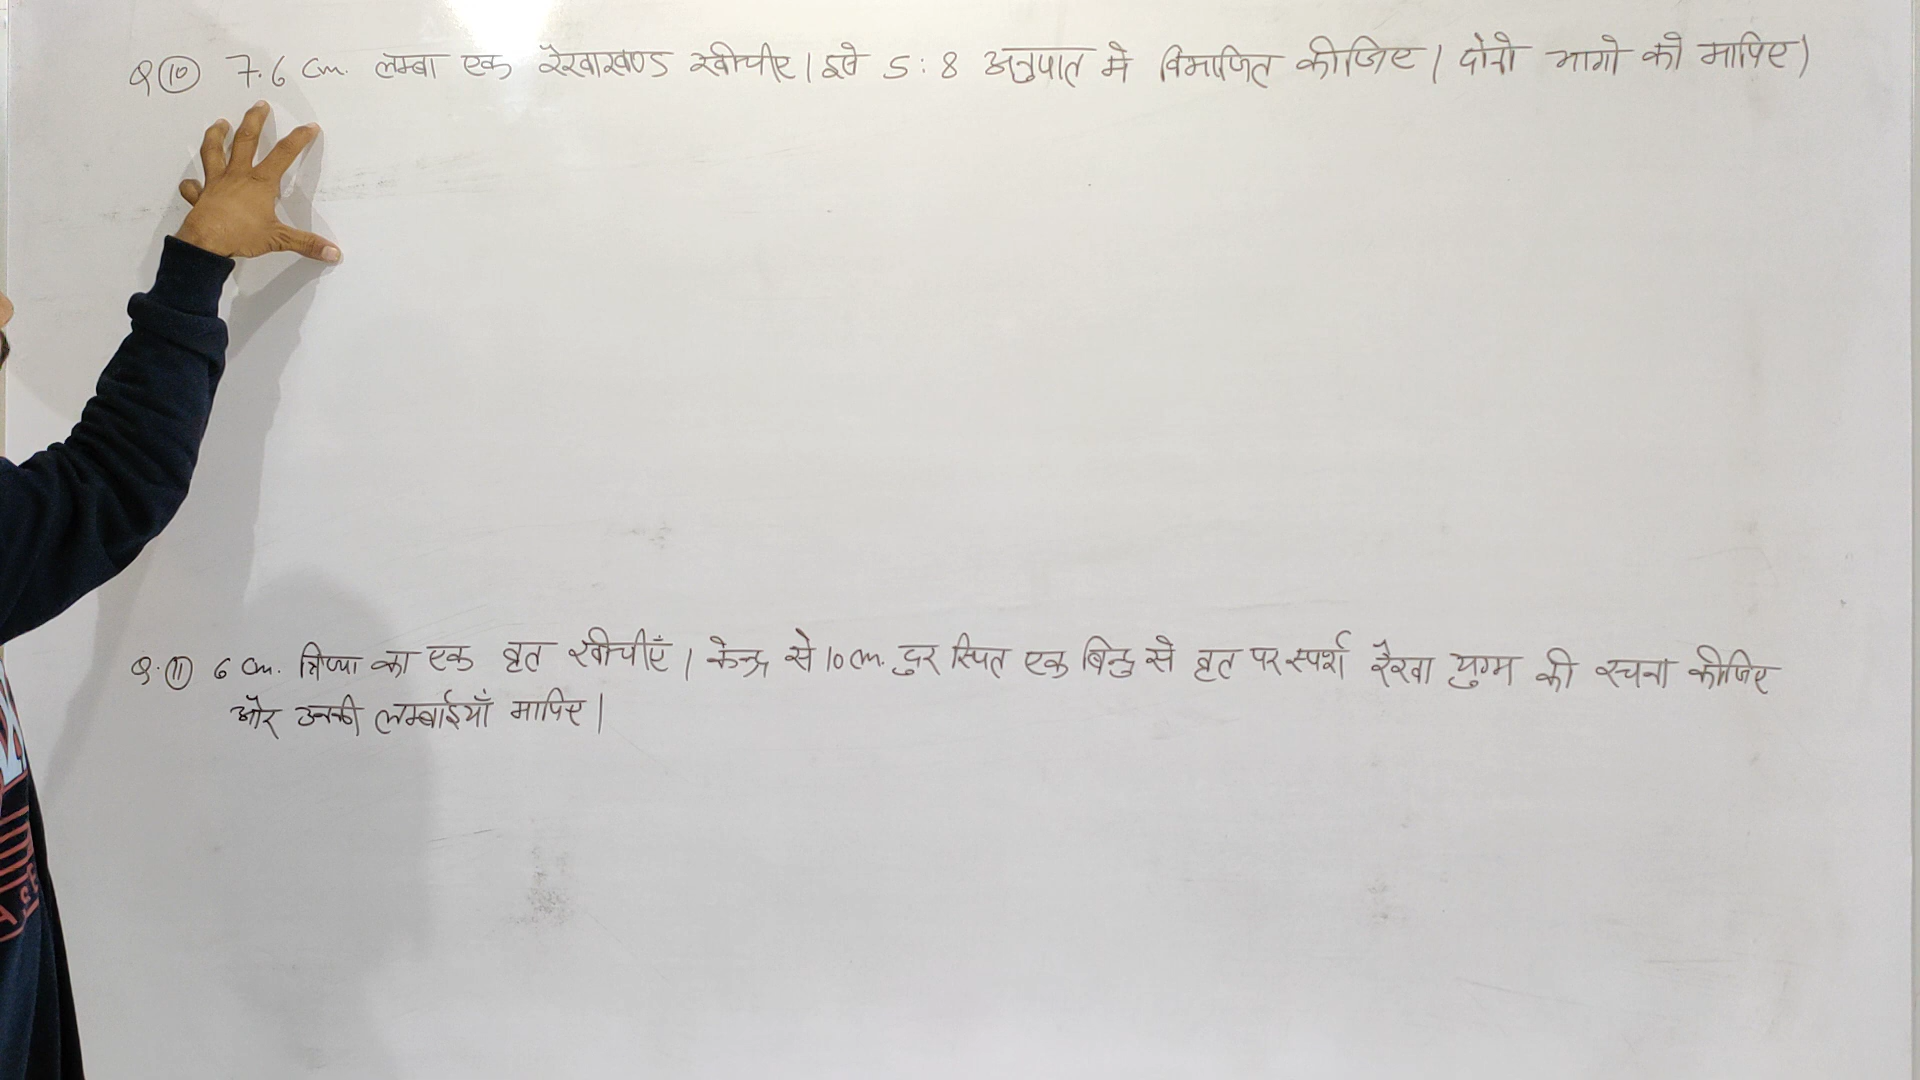 Q 10 7.6 cm. लम्बा एक रेखाखण्ड खीचीए। इसे 5:8 अनुपात मे विभाजित कीजिए। दोनो भागो को मापिए।
Q. 11 6 cm. त्रिज्या का एक वृत खीचीएँ। केन्द्र से 10 cm. दुर स्थित एक बिन्दु से वृत पर स्पर्श रेखा युग्म की रचना कीजिए
और उनकी लम्बाईयाँ मापिए।